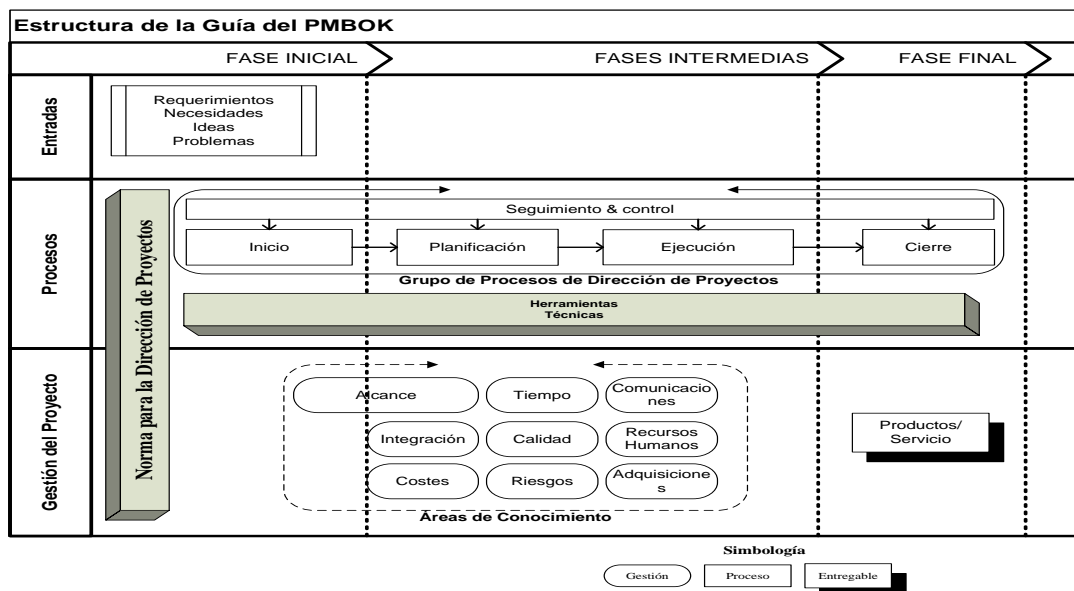 Estructura de la Guía del PMBOK
FASE INICIAL
FASES INTERMEDIAS
FASE FINAL
Entradas
Requerimientos
Necesidades
Ideas
Problemas
Procesos
Norma para la Dirección de Proyectos
Seguimiento & control
Inicio
Planificación
Ejecución
Cierre
Grupo de Procesos de Dirección de Proyectos
Herramientas
Técnicas
Gestión del Proyecto
Alcance
Tiempo
Comunicacio
nes
Integración
Calidad
Recursos
Humanos
Costes
Riesgos
Adquisicione
s
Áreas de Conocimiento
Productos/
Servicio
Simbología
Gestión
Proceso
Entregable